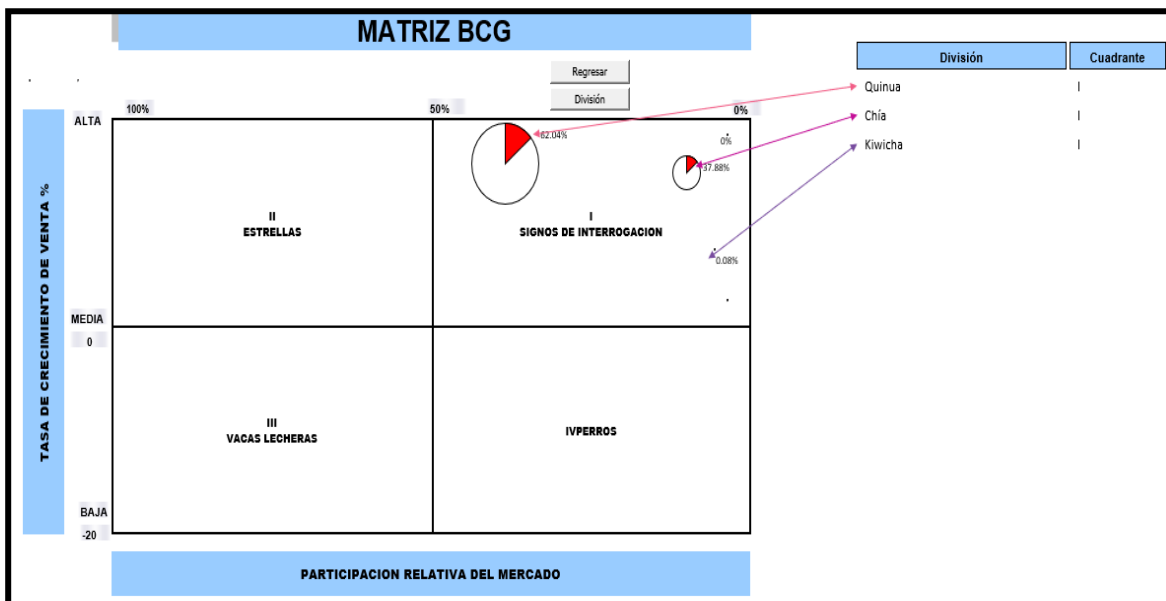 MATRIZ BCG
División
Cuadrante
Regresar
División
Quinua
I
Chía
I
Kiwicha
I
100%
50%
0%
ALTA
62.04%
0%
37.88%
II
ESTRELLAS
I
SIGNOS DE INTERROGACION
0.08%
TASA DE CRECIMIENTO DE VENTA %
MEDIA
0
III
VACAS LECHERAS
IVPERROS
BAJA
-20
PARTICIPACION RELATIVA DEL MERCADO